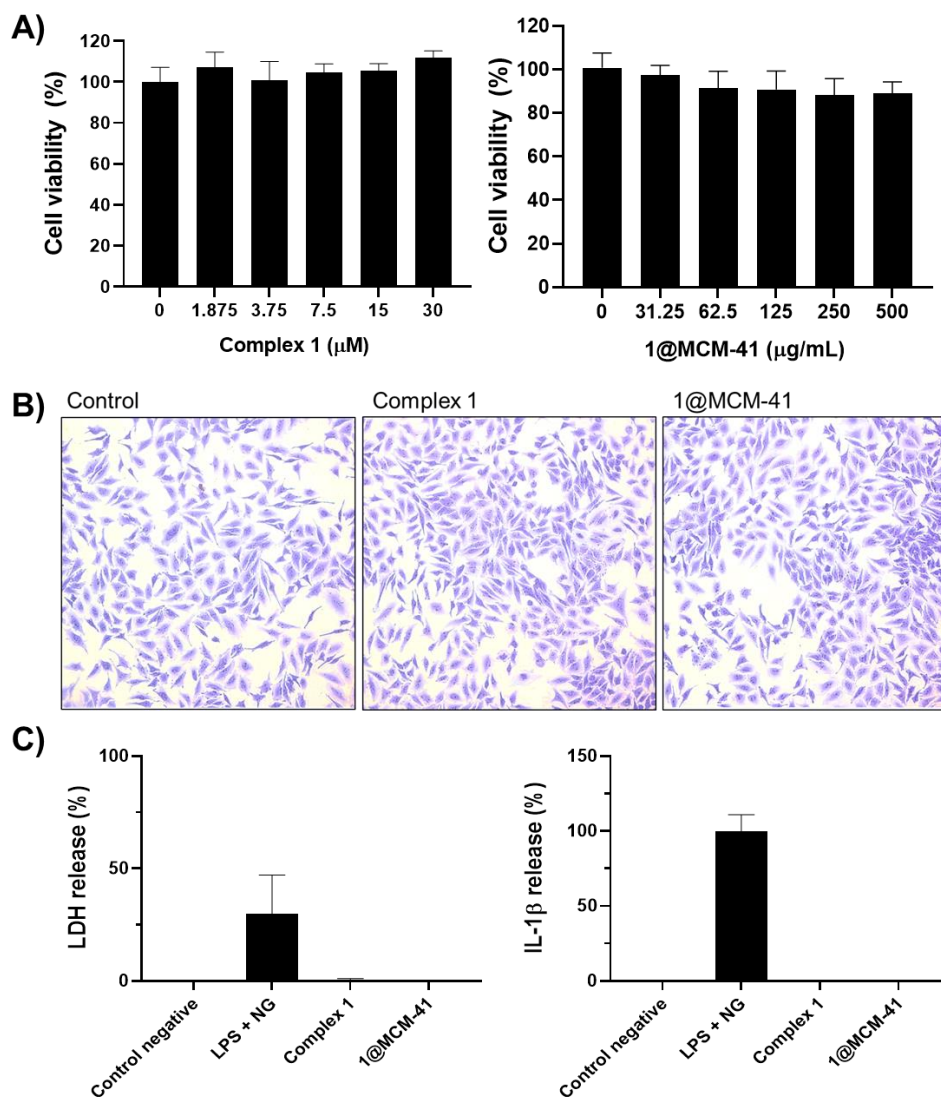 A)
Cell viability (%)
120
100
80
60
40
20
0
0 1.875 3.75 7.5 15 30
Complex 1 (μM)
Cell viability (%)
120
100
80
60
40
20
0
0 31.25 62.5 125 250 500
1@MCM-41 (μg/mL)
B)
Control
Complex 1
1@MCM-41
C)
LDH release (%)
100
50
0
Control negative
LPS + NG
Complex 1
1@MCM-41
IL-1β release (%)
150
100
50
0
Control negative
LPS + NG
Complex 1
1@MCM-41